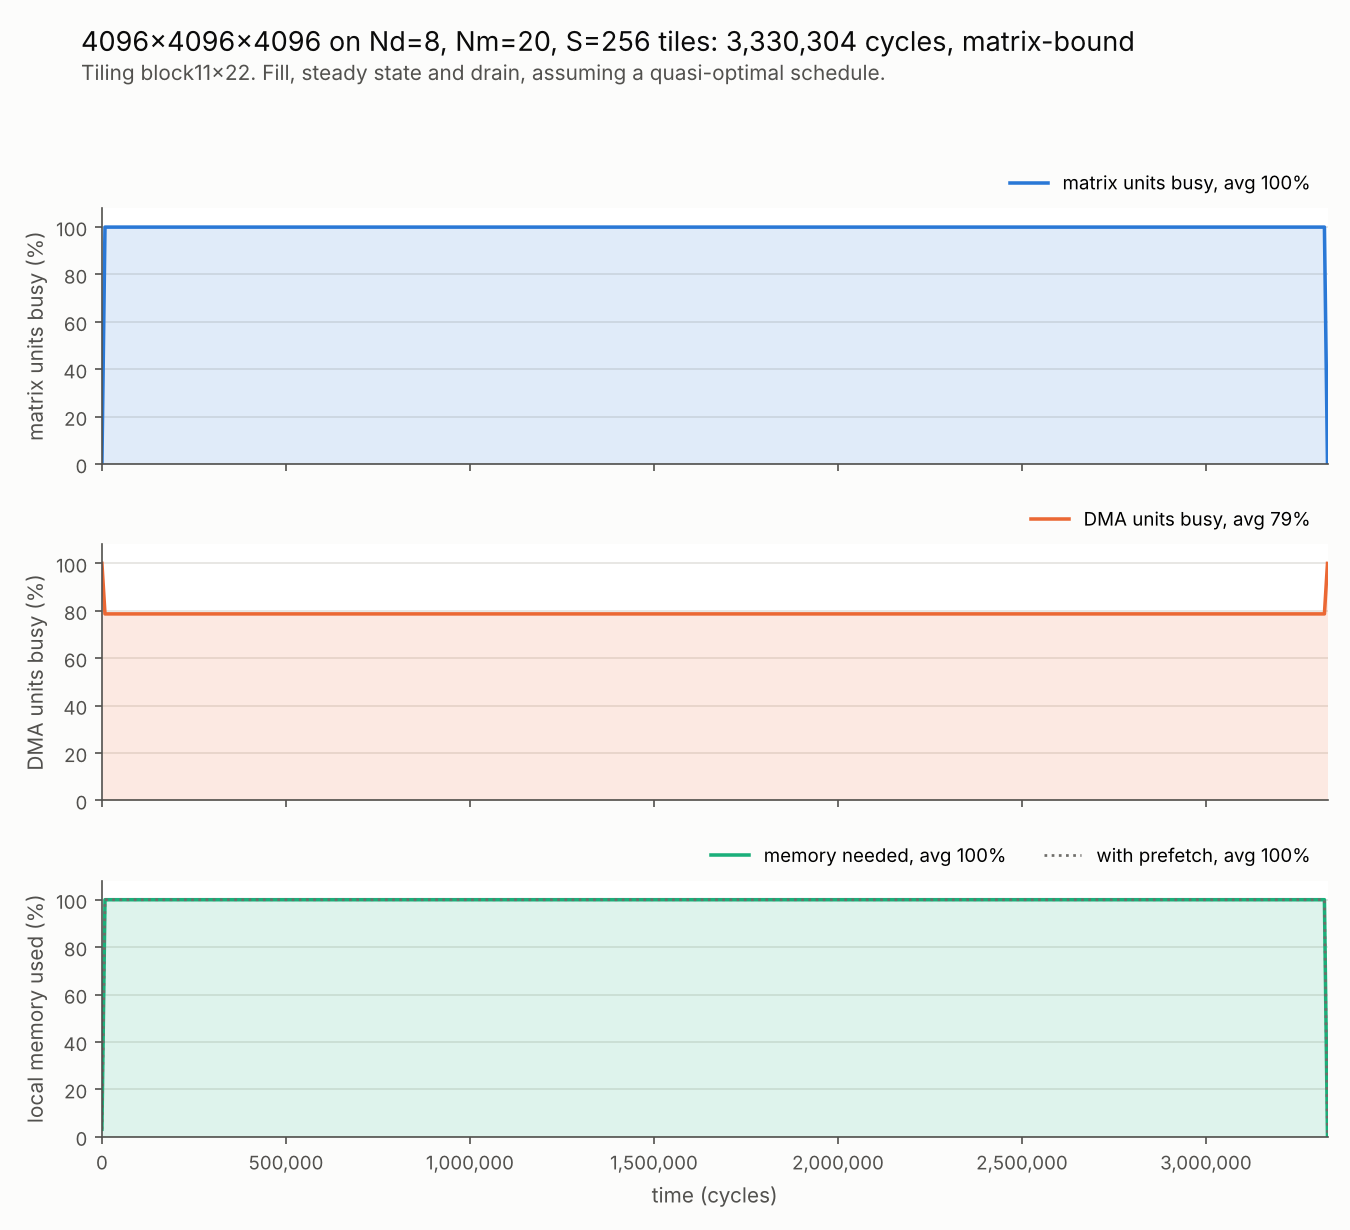 4096×4096×4096 on Nd=8, Nm=20, S=256 tiles: 3,330,304 cycles, matrix-bound
Tiling block11×22. Fill, steady state and drain, assuming a quasi-optimal schedule.
matrix units busy, avg 100%
matrix units busy (%)
100
80
60
40
20
0
DMA units busy, avg 79%
DMA units busy (%)
100
80
60
40
20
0
memory needed, avg 100%
with prefetch, avg 100%
local memory used (%)
100
80
60
40
20
0
0
500,000
1,000,000
1,500,000
2,000,000
2,500,000
3,000,000
time (cycles)